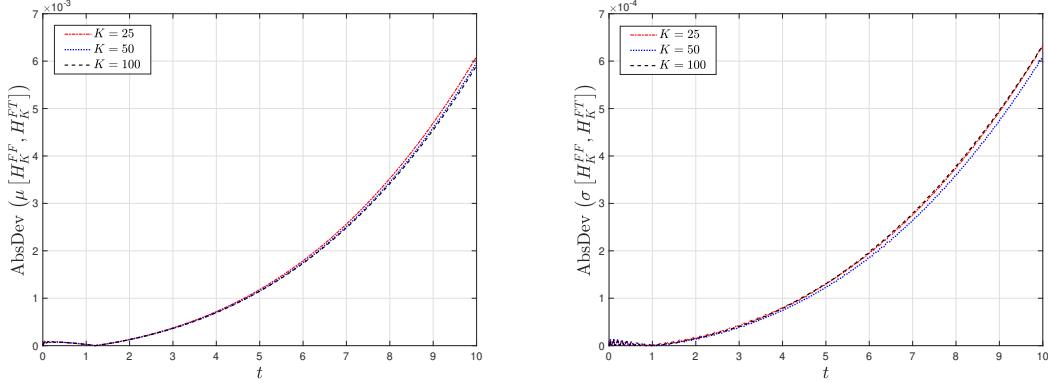 ×10⁻³
7
6
5
4
3
2
1
0
0 1 2 3 4 5 6 7 8 9 10
t
AbsDev (μ [H_K^{FF}, H_K^{FT}])
K = 25
K = 50
K = 100
×10⁻⁴
7
6
5
4
3
2
1
0
0 1 2 3 4 5 6 7 8 9 10
t
AbsDev (σ [H_K^{FF}, H_K^{FT}])
K = 25
K = 50
K = 100